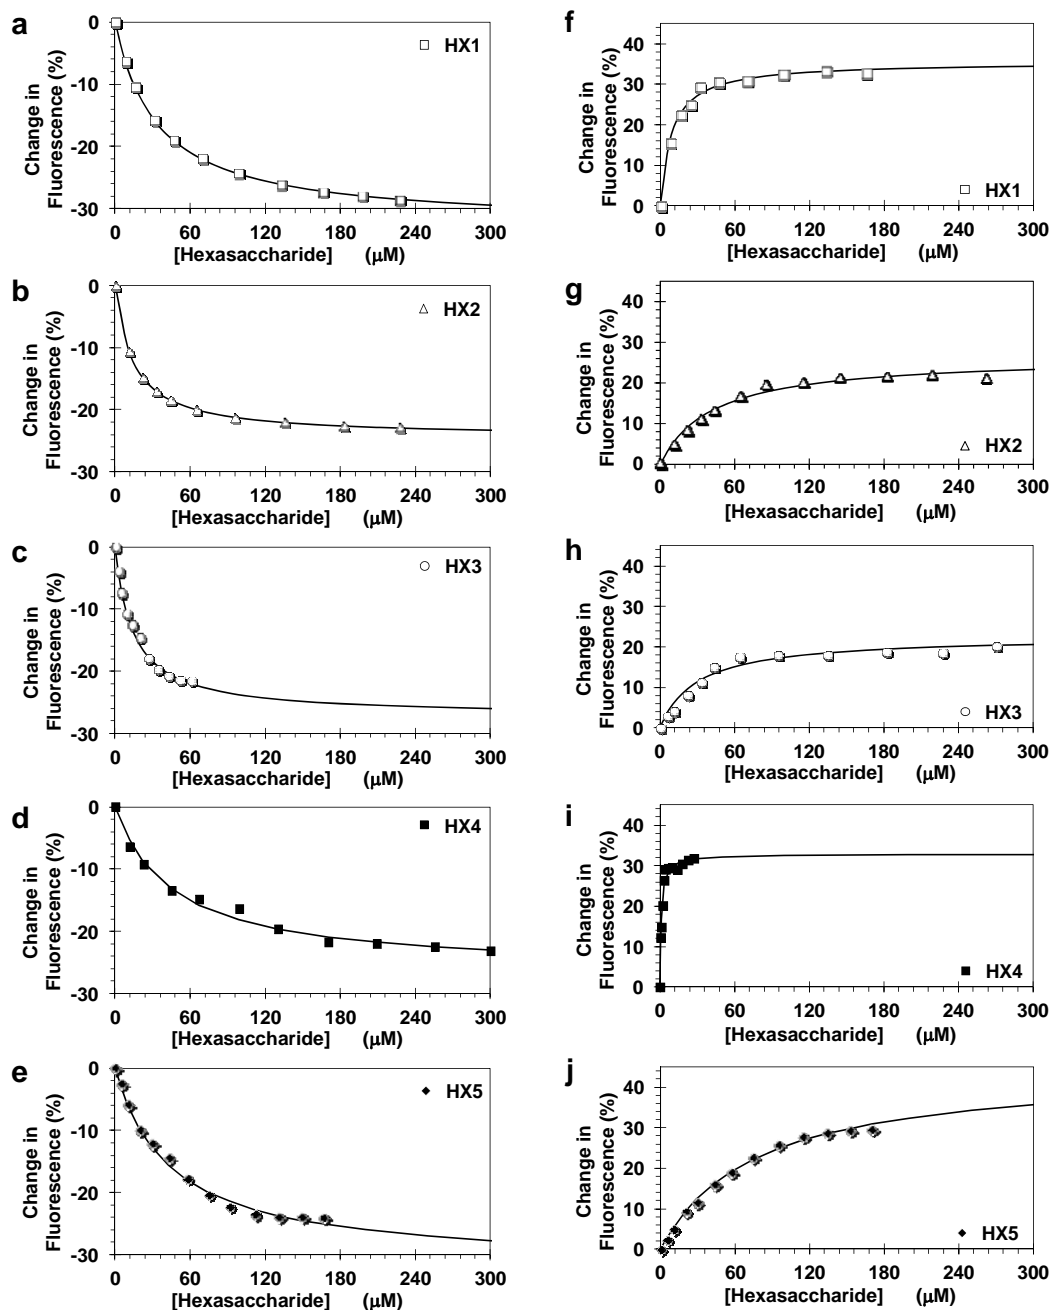 a
Change in
Fluorescence (%)
0
-10
-20
-30
HX1
0 60 120 180 240 300
[Hexasaccharide] (μM)
f
Change in
Fluorescence (%)
40
30
20
10
0
HX1
0 60 120 180 240 300
[Hexasaccharide] (μM)
b
Change in
Fluorescence (%)
0
-10
-20
-30
HX2
0 60 120 180 240 300
[Hexasaccharide] (μM)
g
Change in
Fluorescence (%)
40
30
20
10
0
HX2
0 60 120 180 240 300
[Hexasaccharide] (μM)
c
Change in
Fluorescence (%)
0
-10
-20
-30
HX3
0 60 120 180 240 300
[Hexasaccharide] (μM)
h
Change in
Fluorescence (%)
40
30
20
10
0
HX3
0 60 120 180 240 300
[Hexasaccharide] (μM)
d
Change in
Fluorescence (%)
0
-10
-20
-30
HX4
0 60 120 180 240 300
[Hexasaccharide] (μM)
i
Change in
Fluorescence (%)
40
30
20
10
0
HX4
0 60 120 180 240 300
[Hexasaccharide] (μM)
e
Change in
Fluorescence (%)
0
-10
-20
-30
HX5
0 60 120 180 240 300
[Hexasaccharide] (μM)
j
Change in
Fluorescence (%)
40
30
20
10
0
HX5
0 60 120 180 240 300
[Hexasaccharide] (μM)